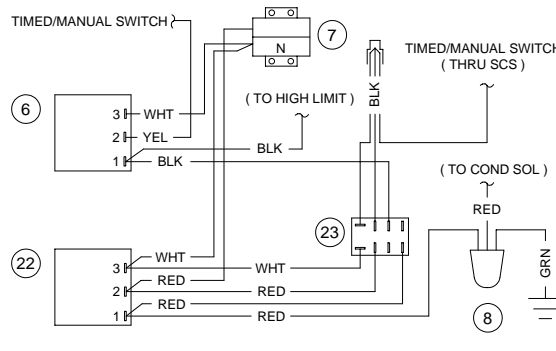 TIMED/MANUAL SWITCH
7
N
TIMED/MANUAL SWITCH
( THRU SCS )
6
3 WHT
2 YEL
1 BLK
( TO HIGH LIMIT )
BLK
BLK
( TO COND SOL )
RED
23
22
3 WHT
WHT
RED
2 RED
RED
1 RED
GRN
8